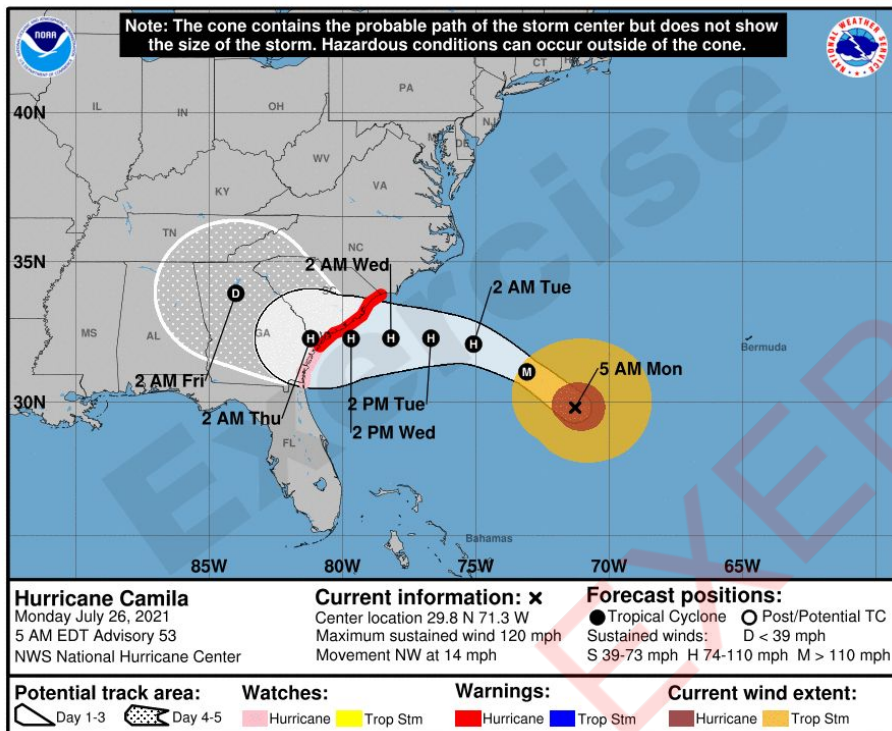 Note: The cone contains the probable path of the storm center but does not show
the size of the storm. Hazardous conditions can occur outside of the cone.
NOAA
NATIONAL WEATHER SERVICE
CT
PA
40N
IL
IN
OH
NJ
MD
DE
WV
KY
VA
Exercise
35N
TN
NC
2 AM Wed
2 AM Tue
SC
D
MS
AL
GA
H
H
H
H
H
Bermuda
2 AM Fri
M
5 AM Mon
2 AM Thu
2 PM Tue
30N
2 PM Wed
FL
Bahamas
85W
80W
75W
70W
65W
EXER
Hurricane Camila
Monday July 26, 2021
5 AM EDT Advisory 53
NWS National Hurricane Center
Current information: ×
Center location 29.8 N 71.3 W
Maximum sustained wind 120 mph
Movement NW at 14 mph
Forecast positions:
Tropical Cyclone Post/Potential TC
Sustained winds: D < 39 mph
S 39-73 mph H 74-110 mph M > 110 mph
Potential track area:
Day 1-3 Day 4-5
Watches:
Hurricane Trop Stm
Warnings:
Hurricane Trop Stm
Current wind extent:
Hurricane Trop Stm